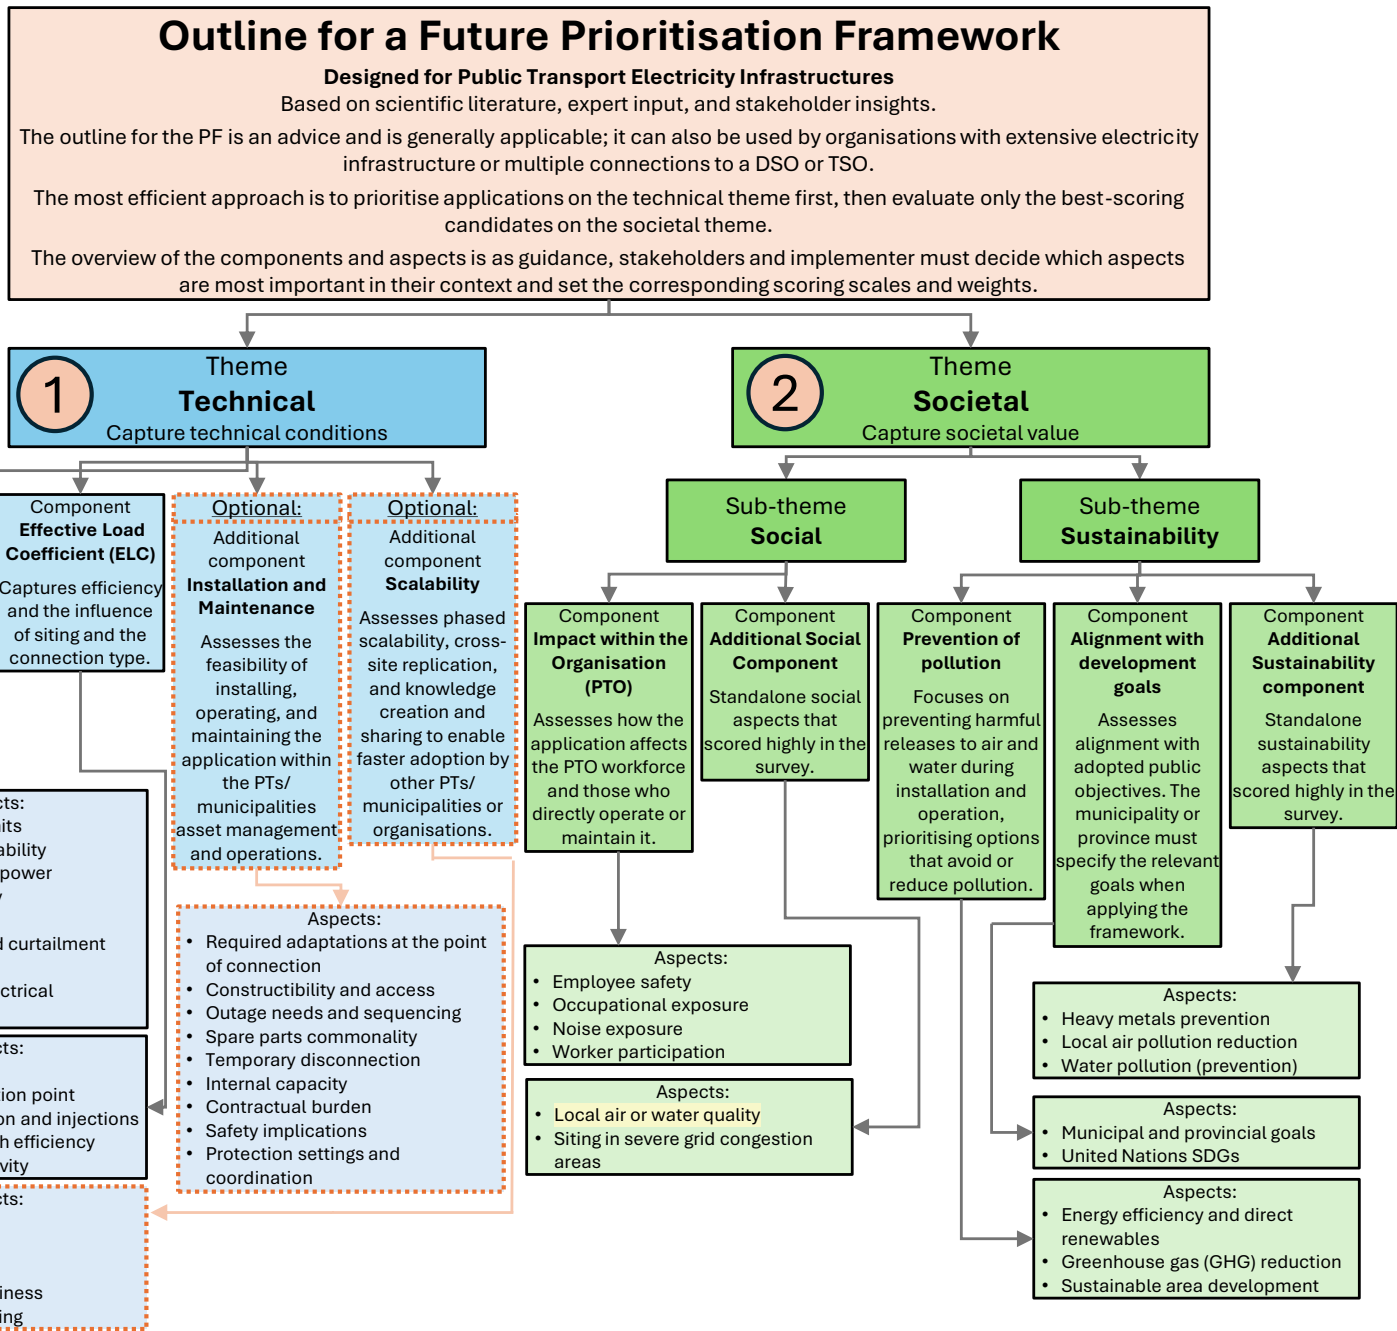 Outline for a Future Prioritisation Framework
Designed for Public Transport Electricity Infrastructures
Based on scientific literature, expert input, and stakeholder insights.
The outline for the PF is an advice and is generally applicable; it can also be used by organisations with extensive electricity
infrastructure or multiple connections to a DSO or TSO.
The most efficient approach is to prioritise applications on the technical theme first, then evaluate only the best-scoring
candidates on the societal theme.
The overview of the components and aspects is as guidance, stakeholders and implementer must decide which aspects
are most important in their context and set the corresponding scoring scales and weights.
1
Theme
Technical
Capture technical conditions
2
Theme
Societal
Capture societal value
Component
Effective Load
Coefficient (ELC)
Captures efficiency
and the influence
of siting and the
connection type.
Optional:
Additional
component
Installation and
Maintenance
Assesses the
feasibility of
installing,
operating, and
maintaining the
application within
the PTs/
municipalities
asset management
and operations.
Optional:
Additional
component
Scalability
Assesses phased
scalability, cross-
site replication,
and knowledge
creation and
sharing to enable
faster adoption by
other PTs/
municipalities or
organisations.
Sub-theme
Social
Sub-theme
Sustainability
Component
Impact within the
Organisation
(PTO)
Assesses how the
application affects
the PTO workforce
and those who
directly operate or
maintain it.
Component
Additional Social
Component
Standalone social
aspects that
scored highly in the
survey.
Component
Prevention of
pollution
Focuses on
preventing harmful
releases to air and
water during
installation and
operation,
prioritising options
that avoid or
reduce pollution.
Component
Alignment with
development
goals
Assesses
alignment with
adopted public
objectives. The
municipality or
province must
specify the relevant
goals when
applying the
framework.
Component
Additional
Sustainability
component
Standalone
sustainability
aspects that
scored highly in the
survey.
cts:
its
ability
power
y
d curtailment
ctrical
cts:
tion point
on and injections
h efficiency
vity
cts:
iness
ing
Aspects:
• Required adaptations at the point
of connection
• Constructibility and access
• Outage needs and sequencing
• Spare parts commonality
• Temporary disconnection
• Internal capacity
• Contractual burden
• Safety implications
• Protection settings and
coordination
Aspects:
• Employee safety
• Occupational exposure
• Noise exposure
• Worker participation
Aspects:
• Local air or water quality
• Siting in severe grid congestion
areas
Aspects:
• Heavy metals prevention
• Local air pollution reduction
• Water pollution (prevention)
Aspects:
• Municipal and provincial goals
• United Nations SDGs
Aspects:
• Energy efficiency and direct
renewables
• Greenhouse gas (GHG) reduction
• Sustainable area development